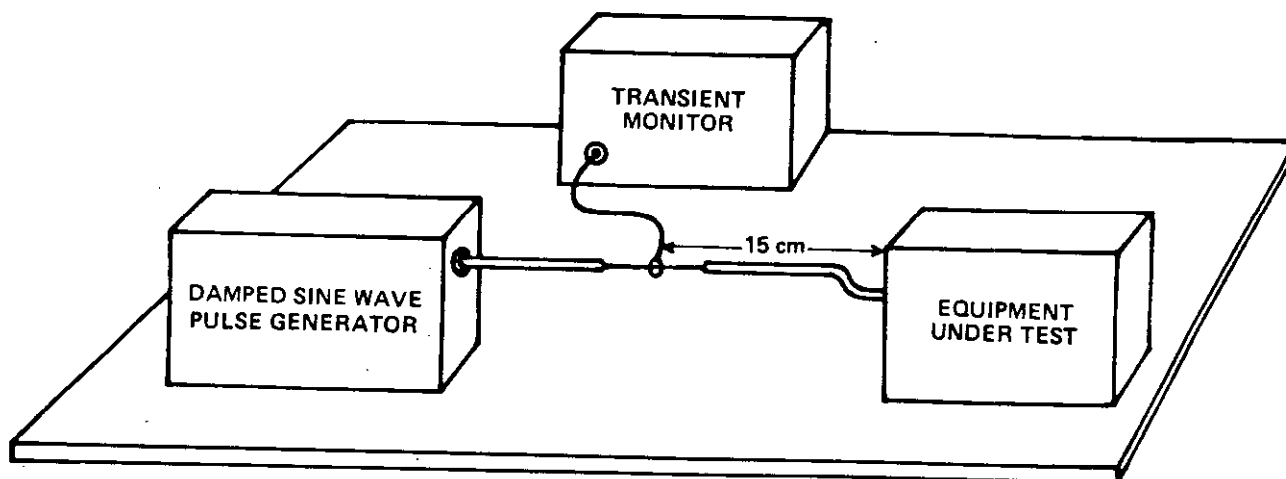 TRANSIENT
MONITOR
15 cm
DAMPED SINE WAVE
PULSE GENERATOR
EQUIPMENT
UNDER TEST